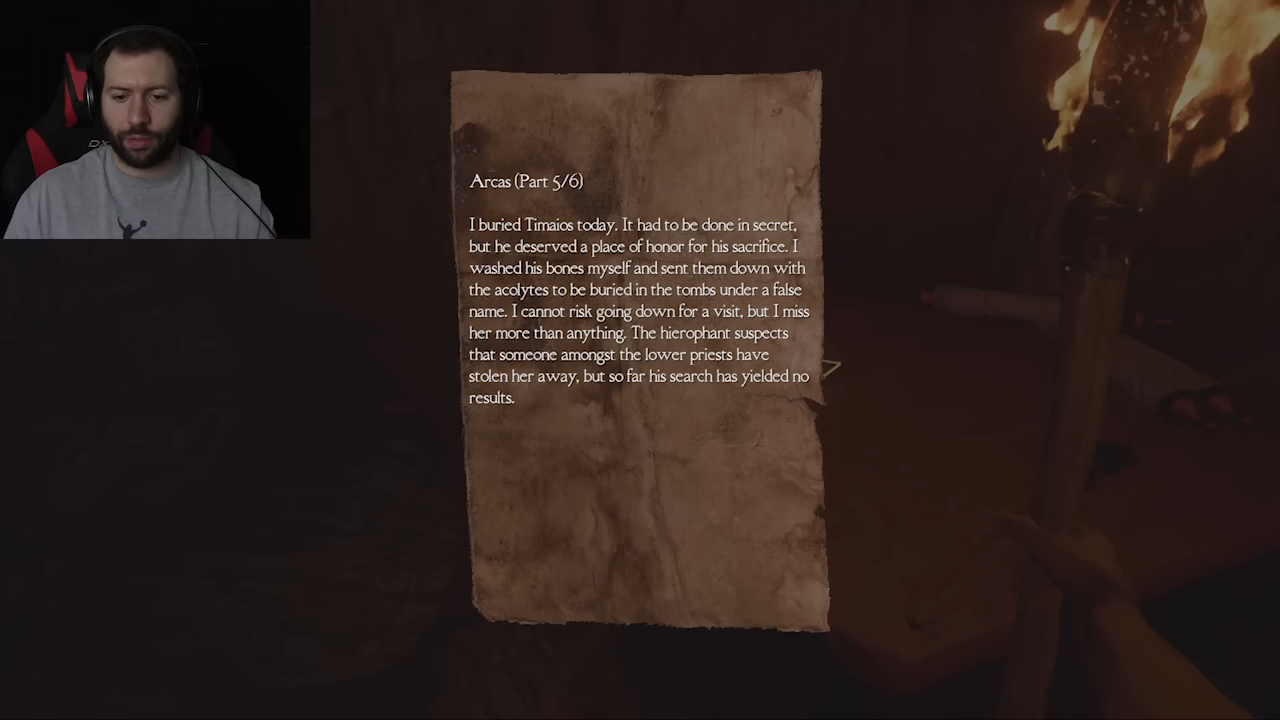 Arcas (Part 5/6)
I buried Timaios today. It had to be done in secret,
but he deserved a place of honor for his sacrifice. I
washed his bones myself and sent them down with
the acolytes to be buried in the tombs under a false
name. I cannot risk going down for a visit, but I miss
her more than anything. The hierophant suspects
that someone amongst the lower priests have
stolen her away, but so far his search has yielded no
results.